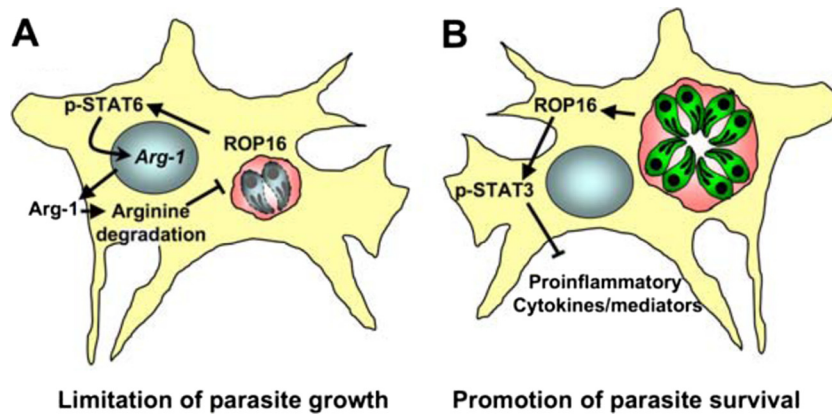 A
p-STAT6
ROP16
Arg-1
Arg-1
Arginine
degradation
Limitation of parasite growth
B
ROP16
p-STAT3
Proinflammatory
Cytokines/mediators
Promotion of parasite survival